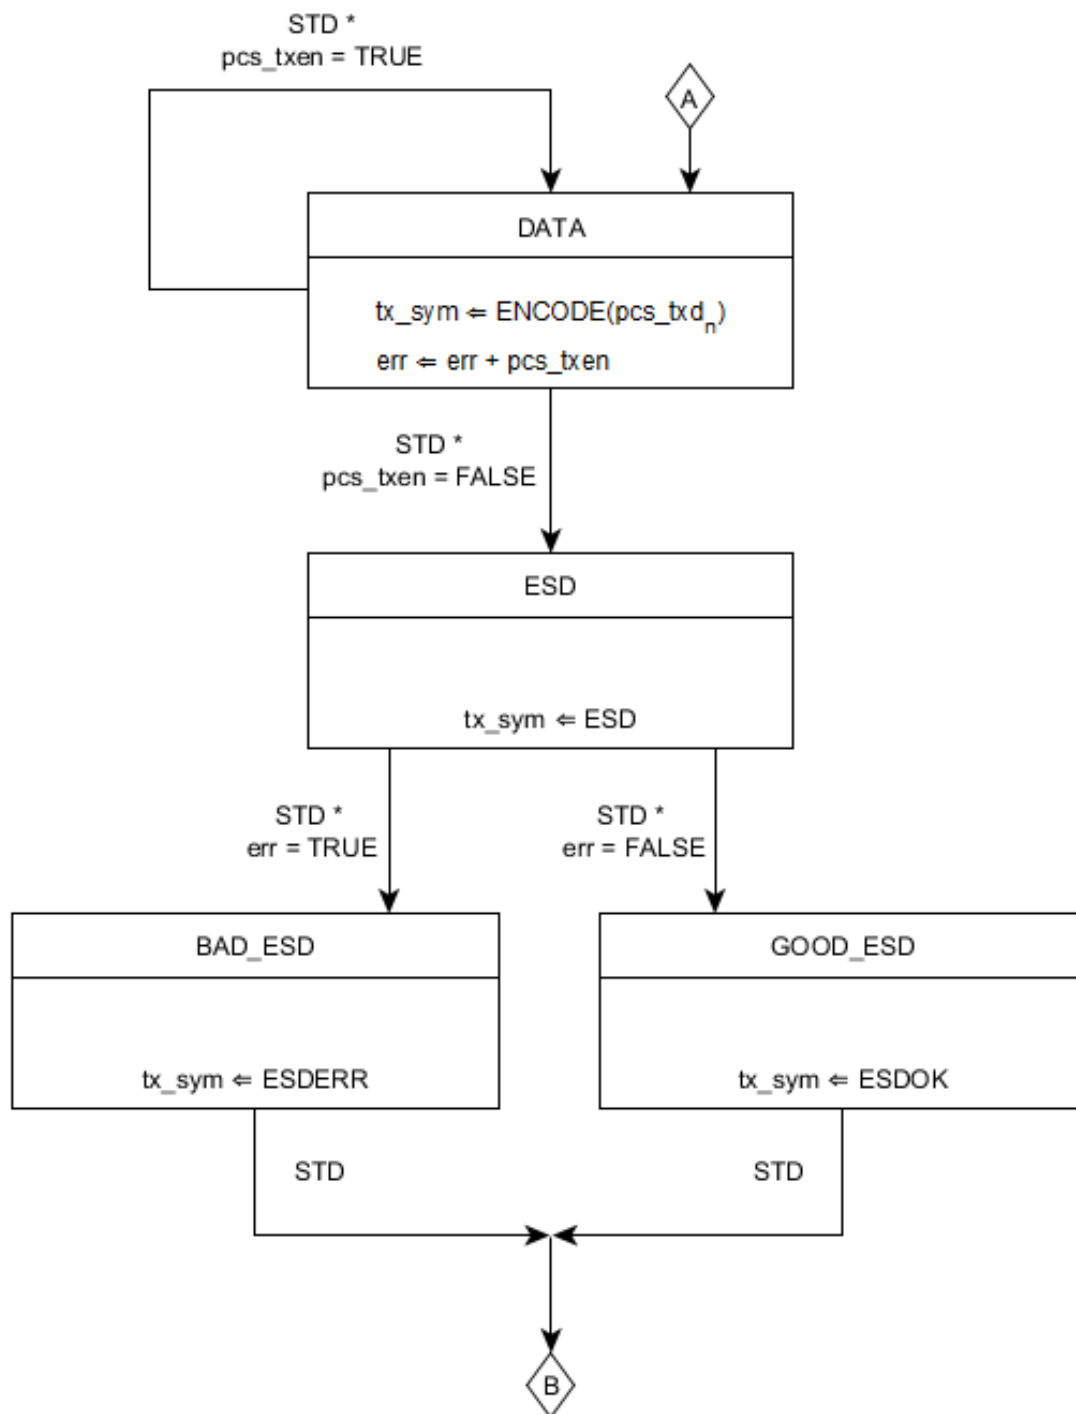 STD *
pcs_txen = TRUE
A
DATA
tx_sym ⇐ ENCODE(pcs_txd_n)
err ⇐ err + pcs_txen
STD *
pcs_txen = FALSE
ESD
tx_sym ⇐ ESD
STD *
err = TRUE
STD *
err = FALSE
BAD_ESD
GOOD_ESD
tx_sym ⇐ ESDERR
tx_sym ⇐ ESDOK
STD
STD
B